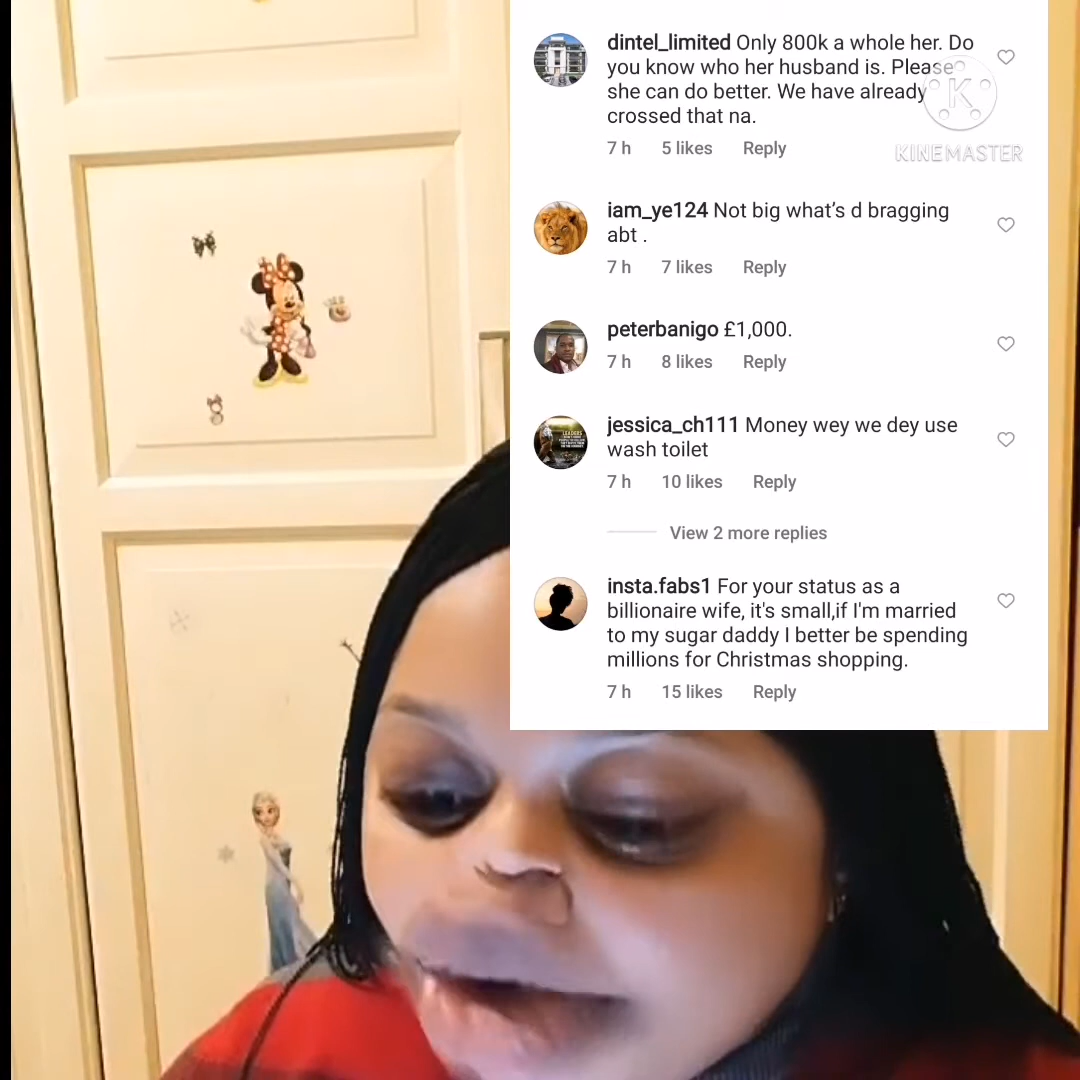 dintel_limited Only 800k a whole her. Do
you know who her husband is. Please
she can do better. We have already
crossed that na.
7 h 5 likes Reply
K
KINEMASTER
iam_ye124 Not big what's d bragging
abt .
7 h 7 likes Reply
peterbanigo £1,000.
7 h 8 likes Reply
jessica_ch111 Money wey we dey use
wash toilet
7 h 10 likes Reply
View 2 more replies
insta.fabs1 For your status as a
billionaire wife, it's small,if I'm married
to my sugar daddy I better be spending
millions for Christmas shopping.
7 h 15 likes Reply